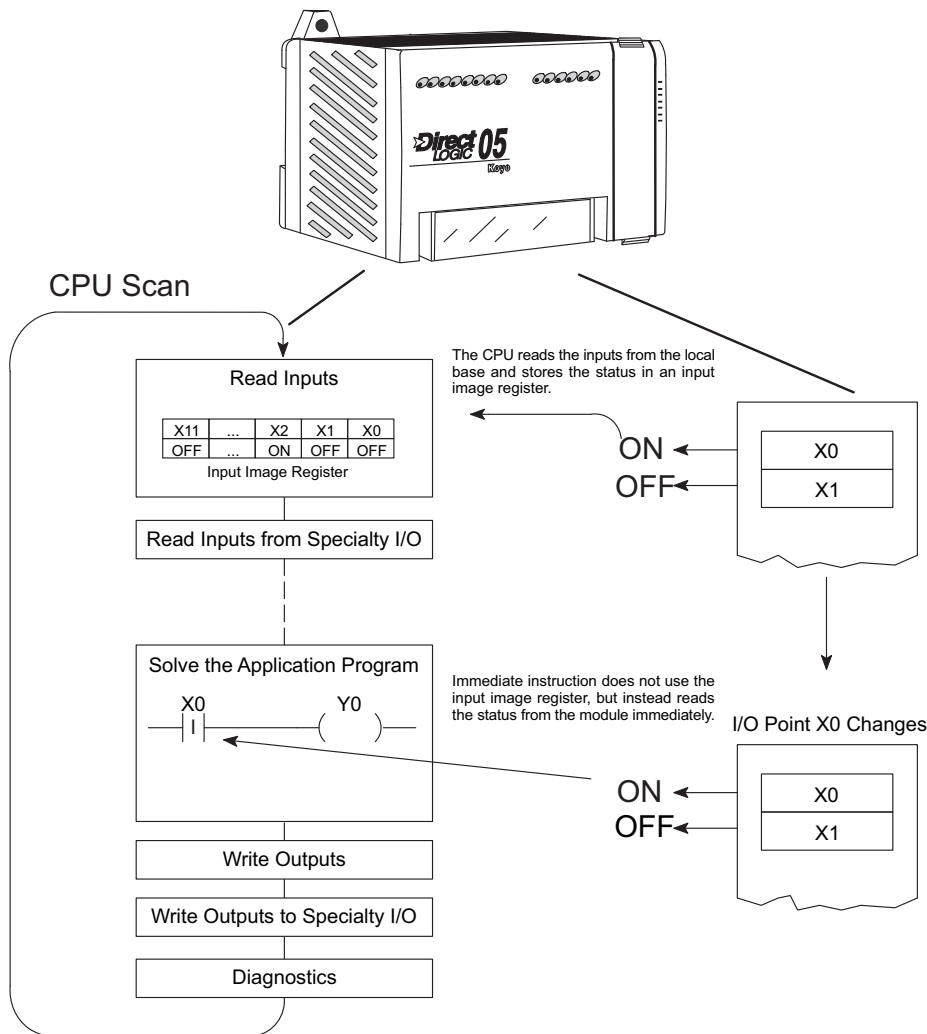 Direct
LOGIC 05
Koyo
CPU Scan
Read Inputs
X11 ... X2 X1 X0
OFF ... ON OFF OFF
Input Image Register
The CPU reads the inputs from the local
base and stores the status in an input
image register.
ON
OFF
X0
X1
Read Inputs from Specialty I/O
Solve the Application Program
X0 Y0
I
Immediate instruction does not use the
input image register, but instead reads
the status from the module immediately.
I/O Point X0 Changes
ON
OFF
X0
X1
Write Outputs
Write Outputs to Specialty I/O
Diagnostics